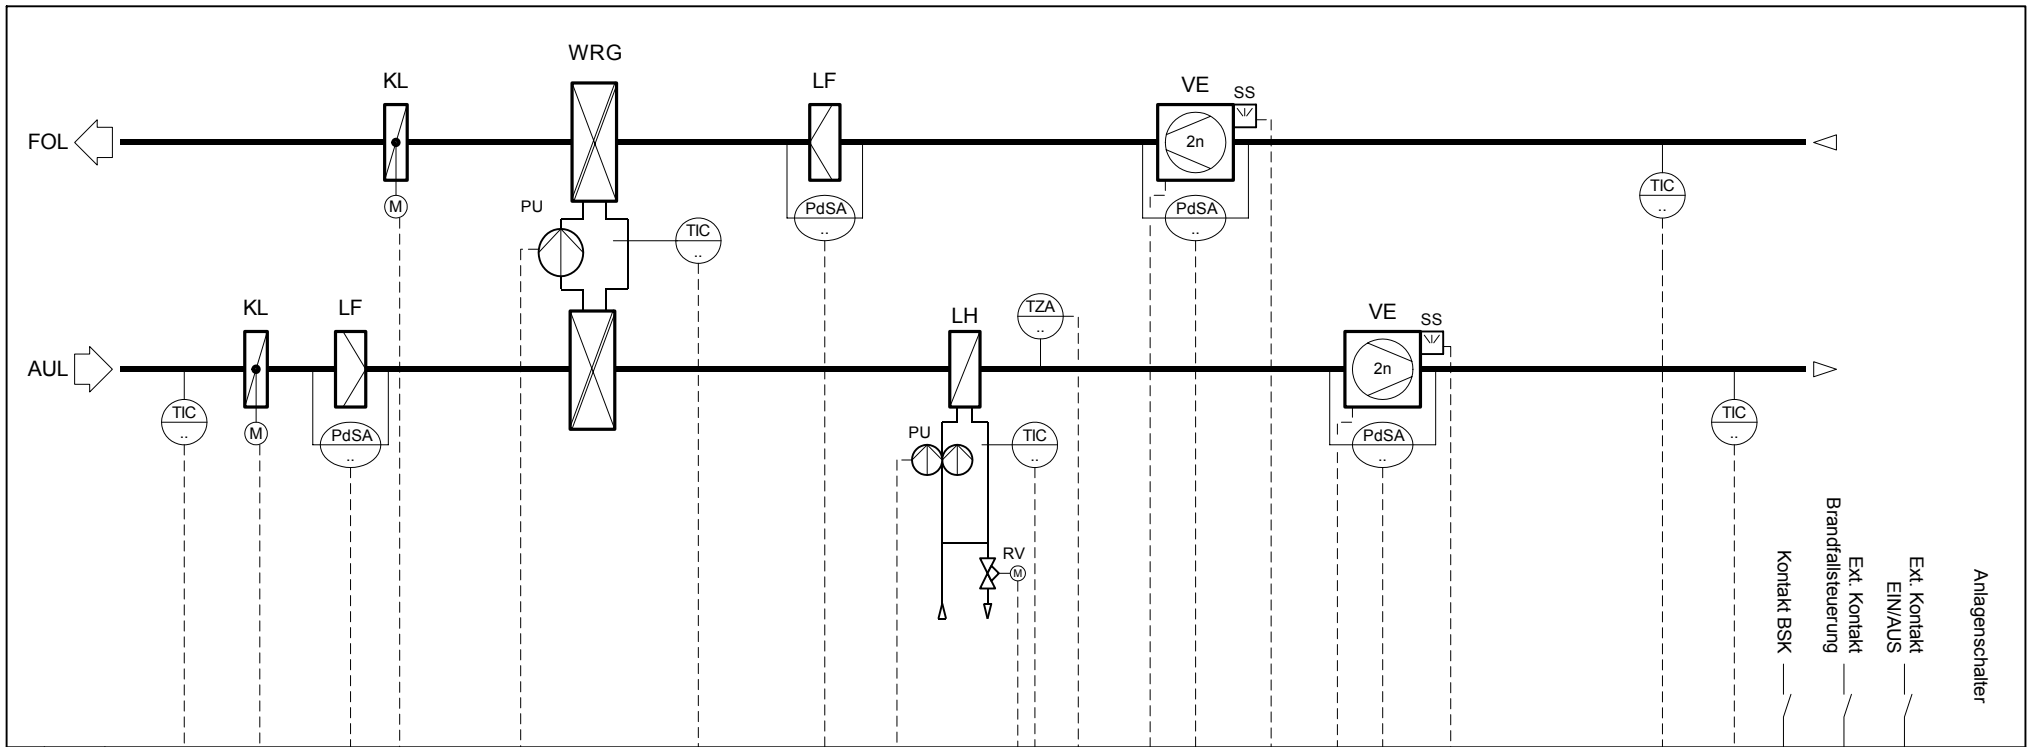 WRG
KL
LF
VE
SS
FOL
2n
M
PU
PdSA
..
PdSA
..
TIC
..
TIC
..
KL
LF
LH
TZA
..
VE
SS
AUL
2n
TIC
..
M
PdSA
..
PU
TIC
..
PdSA
..
TIC
..
RV
M
Kontakt BSK
Ext. Kontakt
Brandfallsteuerung
Ext. Kontakt
EIN/AUS
Anlagenschalter